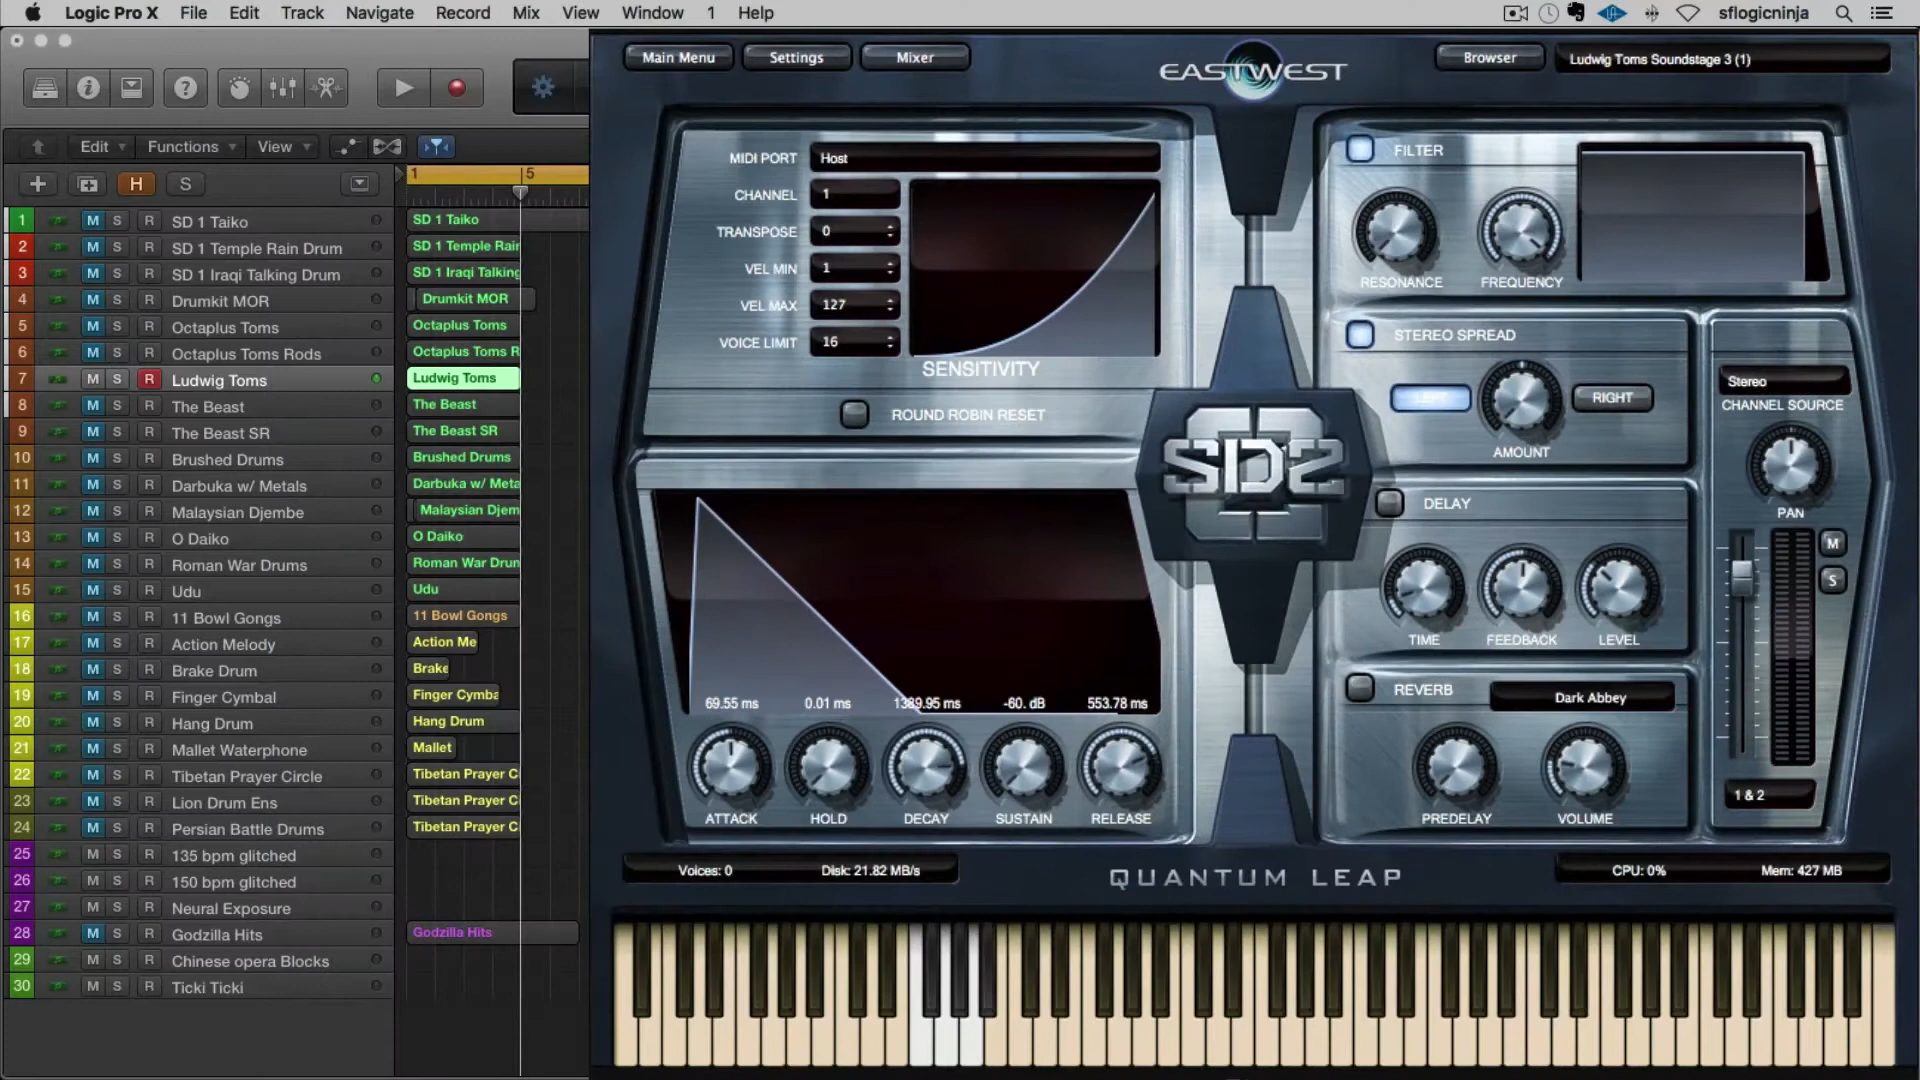 Logic Pro X File Edit Track Navigate Record Mix View Window 1 Help sflogicninja
Main Menu Settings Mixer EASTWEST Browser Ludwig Toms Soundstage 3 (1)
Edit Functions View
H S
1 5
1 M S R SD 1 Taiko SD 1 Taiko
2 M S R SD 1 Temple Rain Drum SD 1 Temple Rain
3 M S R SD 1 Iraqi Talking Drum SD 1 Iraqi Talking
4 M S R Drumkit MOR Drumkit MOR
5 M S R Octaplus Toms Octaplus Toms
6 M S R Octaplus Toms Rods Octaplus Toms R
7 M S R Ludwig Toms Ludwig Toms
8 M S R The Beast The Beast
9 M S R The Beast SR The Beast SR
10 M S R Brushed Drums Brushed Drums
11 M S R Darbuka w/ Metals Darbuka w/ Meta
12 M S R Malaysian Djembe Malaysian Djem
13 M S R O Daiko O Daiko
14 M S R Roman War Drums Roman War Drun
15 M S R Udu Udu
16 M S R 11 Bowl Gongs 11 Bowl Gongs
17 M S R Action Melody Action Me
18 M S R Brake Drum Brake
19 M S R Finger Cymbal Finger Cymba
20 M S R Hang Drum Hang Drum
21 M S R Mallet Waterphone Mallet
22 M S R Tibetan Prayer Circle Tibetan Prayer C
23 M S R Lion Drum Ens Tibetan Prayer C
24 M S R Persian Battle Drums Tibetan Prayer C
25 M S R 135 bpm glitched
26 M S R 150 bpm glitched
27 M S R Neural Exposure
28 M S R Godzilla Hits Godzilla Hits
29 M S R Chinese opera Blocks
30 M S R Ticki Ticki
MIDI PORT Host
CHANNEL 1
TRANSPOSE 0
VEL MIN 1
VEL MAX 127
VOICE LIMIT 16
SENSITIVITY
ROUND ROBIN RESET
69.55 ms 0.01 ms 1389.95 ms -60. dB 553.78 ms
ATTACK HOLD DECAY SUSTAIN RELEASE
SD2
FILTER
RESONANCE FREQUENCY
STEREO SPREAD
LEFT RIGHT
AMOUNT
DELAY
TIME FEEDBACK LEVEL
REVERB Dark Abbey
PREDELAY VOLUME
Stereo
CHANNEL SOURCE
PAN
M
S
1 & 2
Voices: 0 Disk: 21.82 MB/s QUANTUM LEAP CPU: 0% Mem: 427 MB